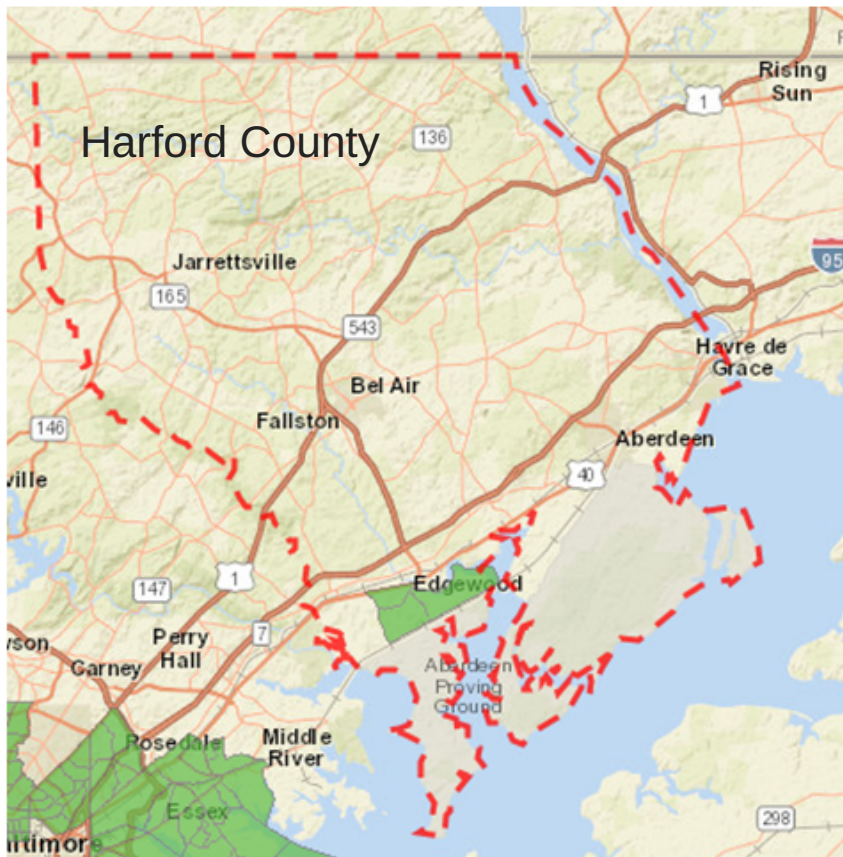 Rising
Sun
1
Harford County
136
95
Jarrettsville
165
543
Havre de
Grace
Bel Air
Fallston
146
Aberdeen
ville
40
1
Edgewood
147
7
wson
Perry
Hall
Carney
Aberdeen
Proving
Ground
Rosedale
Middle
River
Essex
298
altimore